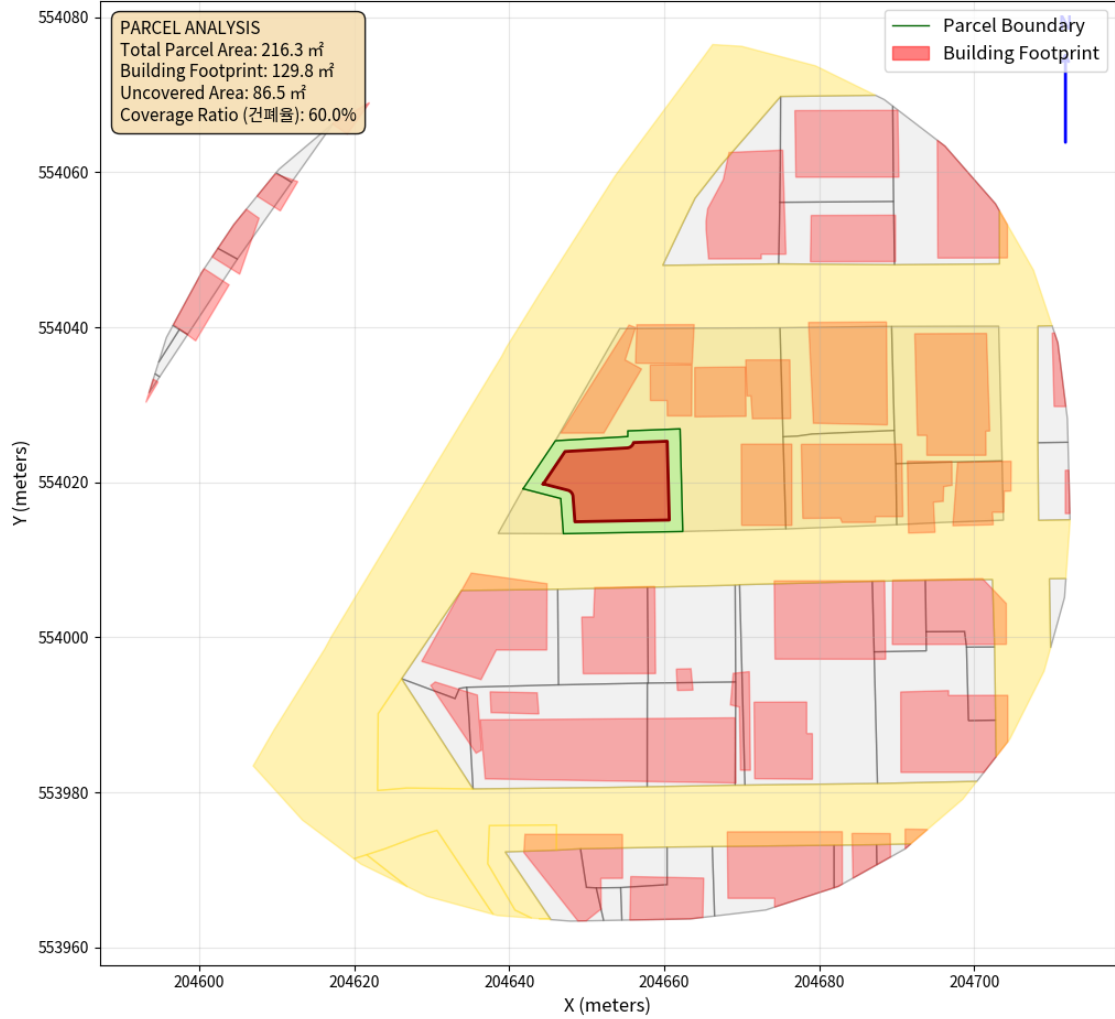 PARCEL ANALYSIS
Total Parcel Area: 216.3 ㎡
Building Footprint: 129.8 ㎡
Uncovered Area: 86.5 ㎡
Coverage Ratio (건폐율): 60.0%
Parcel Boundary
Building Footprint
N
554080
554060
554040
554020
554000
553980
553960
Y (meters)
204600
204620
204640
204660
204680
204700
X (meters)